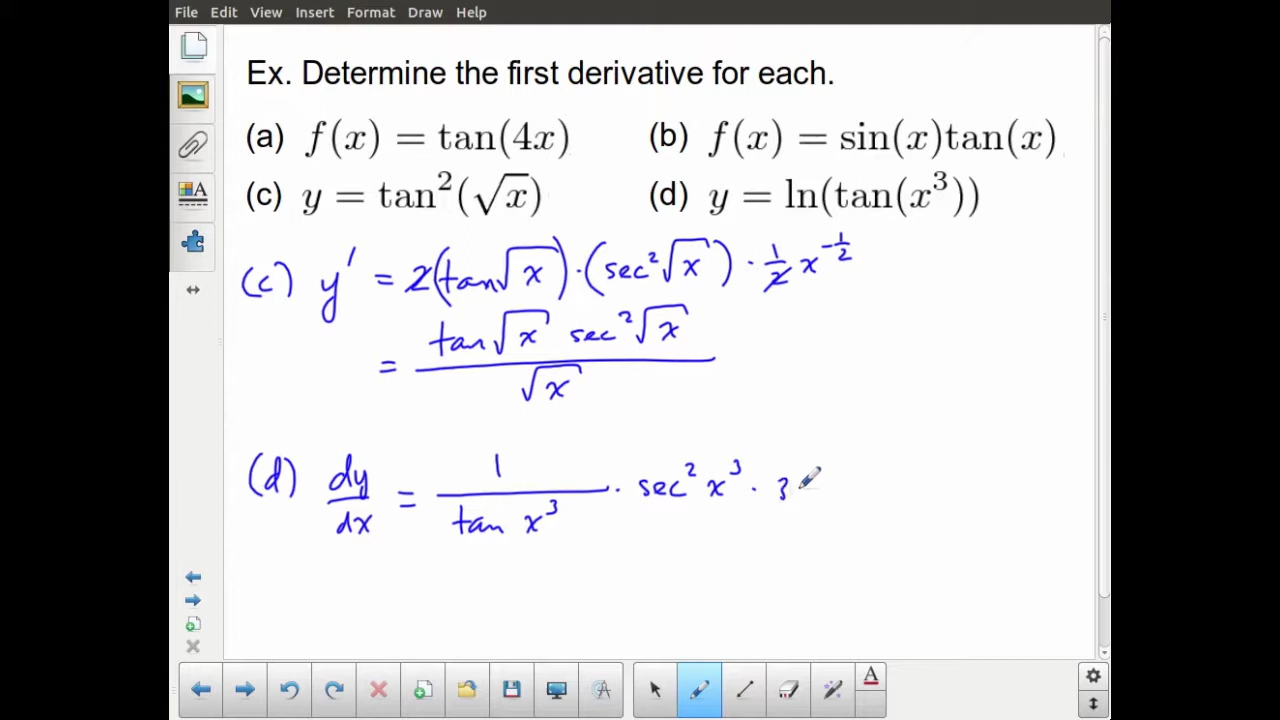 File Edit View Insert Format Draw Help
Ex. Determine the first derivative for each.
(a) f(x) = tan(4x) (b) f(x) = sin(x)tan(x)
(c) y = tan²(√x) (d) y = ln(tan(x³))
(c) y' = 2(tan√x)·(sec²√x)·1/2 x^(-1/2)
= tan√x sec²√x / √x
(d) dy/dx = 1/(tan x³) · sec² x³ · 3
A